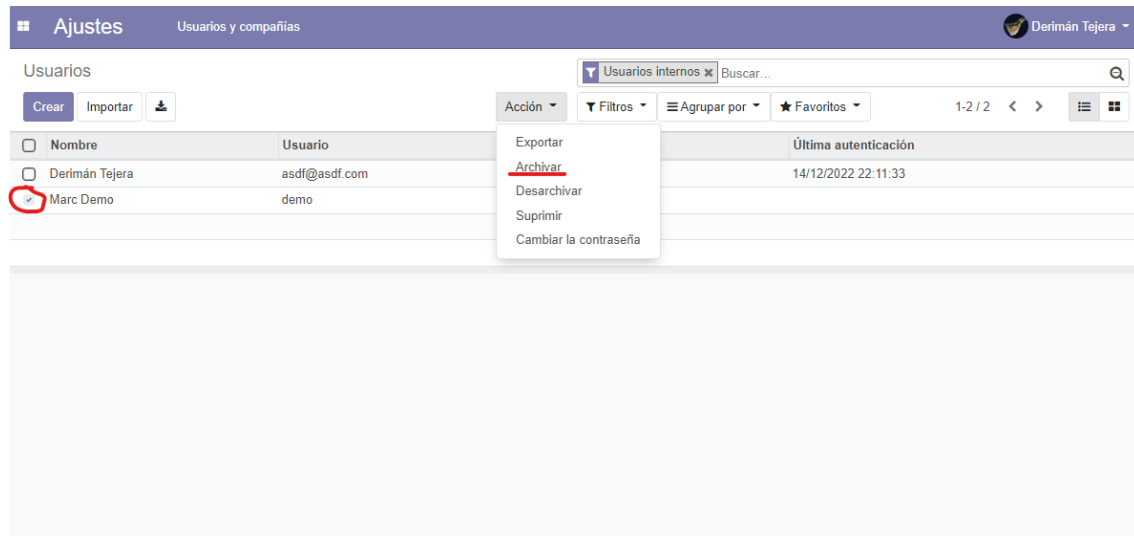 Ajustes Usuarios y compañías Derimán Tejera
Usuarios
Usuarios internos Buscar...
Crear Importar Acción Filtros Agrupar por Favoritos 1-2 / 2
Nombre Usuario Última autenticación
Derimán Tejera asdf@asdf.com 14/12/2022 22:11:33
Marc Demo demo
Exportar
Archivar
Desarchivar
Suprimir
Cambiar la contraseña